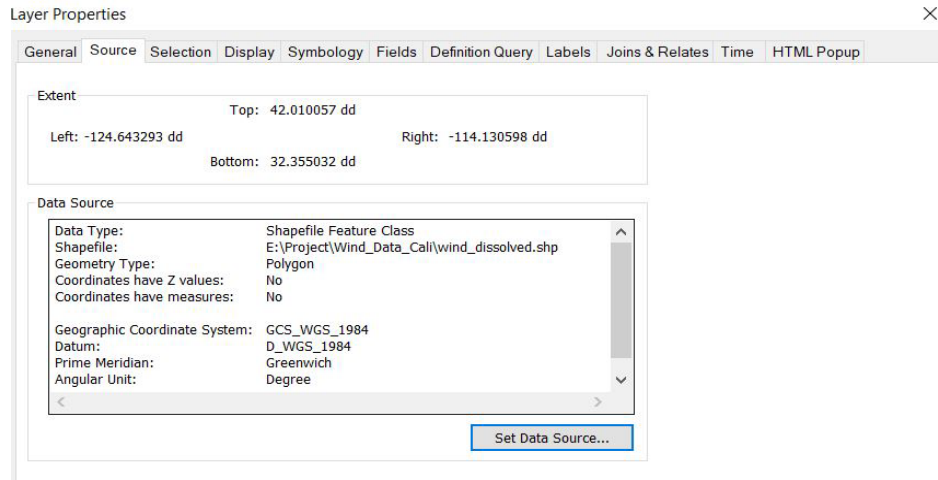 Layer Properties
General Source Selection Display Symbology Fields Definition Query Labels Joins & Relates Time HTML Popup
Extent
Top: 42.010057 dd
Left: -124.643293 dd Right: -114.130598 dd
Bottom: 32.355032 dd
Data Source
Data Type: Shapefile Feature Class
Shapefile: E:\Project\Wind_Data_Cali\wind_dissolved.shp
Geometry Type: Polygon
Coordinates have Z values: No
Coordinates have measures: No
Geographic Coordinate System: GCS_WGS_1984
Datum: D_WGS_1984
Prime Meridian: Greenwich
Angular Unit: Degree
Set Data Source...